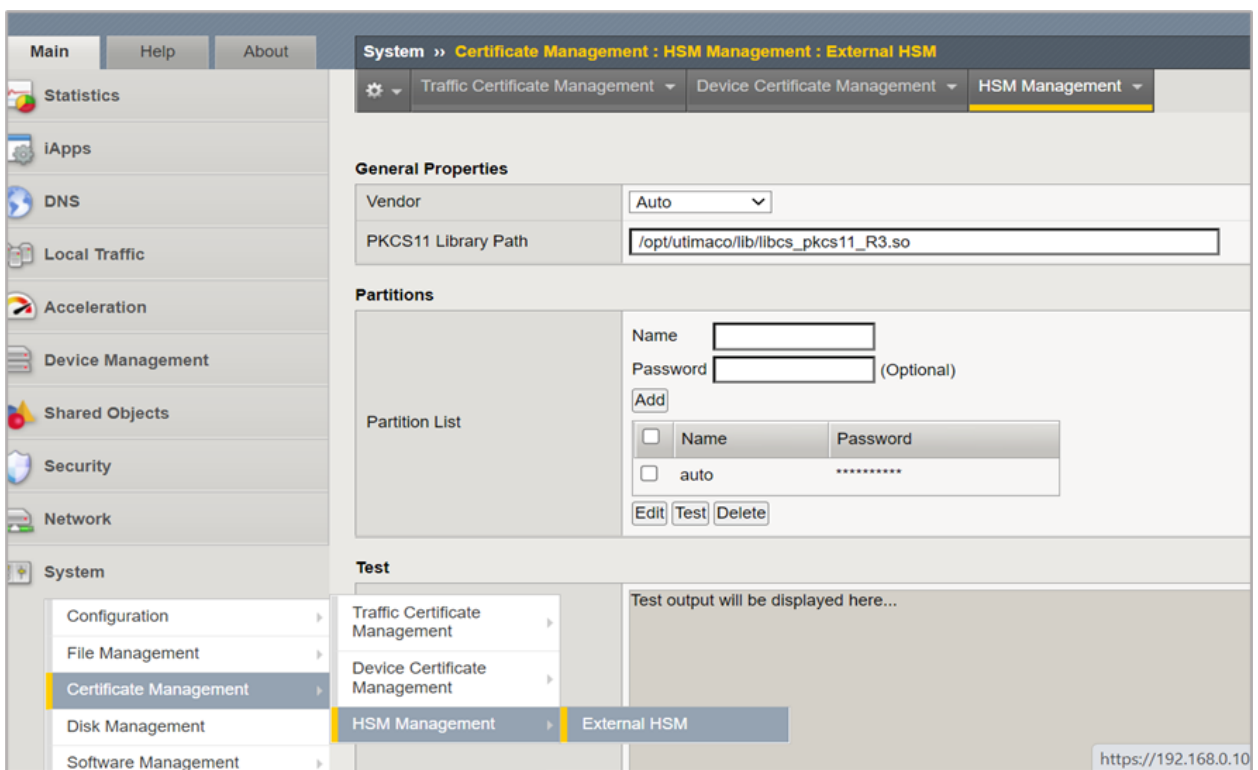 Main Help About
System ›› Certificate Management : HSM Management : External HSM
Traffic Certificate Management Device Certificate Management HSM Management
Statistics
iApps
DNS
Local Traffic
Acceleration
Device Management
Shared Objects
Security
Network
System
Configuration
File Management
Certificate Management
Disk Management
Software Management
Traffic Certificate
Management
Device Certificate
Management
HSM Management
External HSM
General Properties
Vendor Auto
PKCS11 Library Path /opt/utimaco/lib/libcs_pkcs11_R3.so
Partitions
Partition List
Name
Password (Optional)
Add
Name Password
auto **********
Edit Test Delete
Test
Test output will be displayed here...
https://192.168.0.10